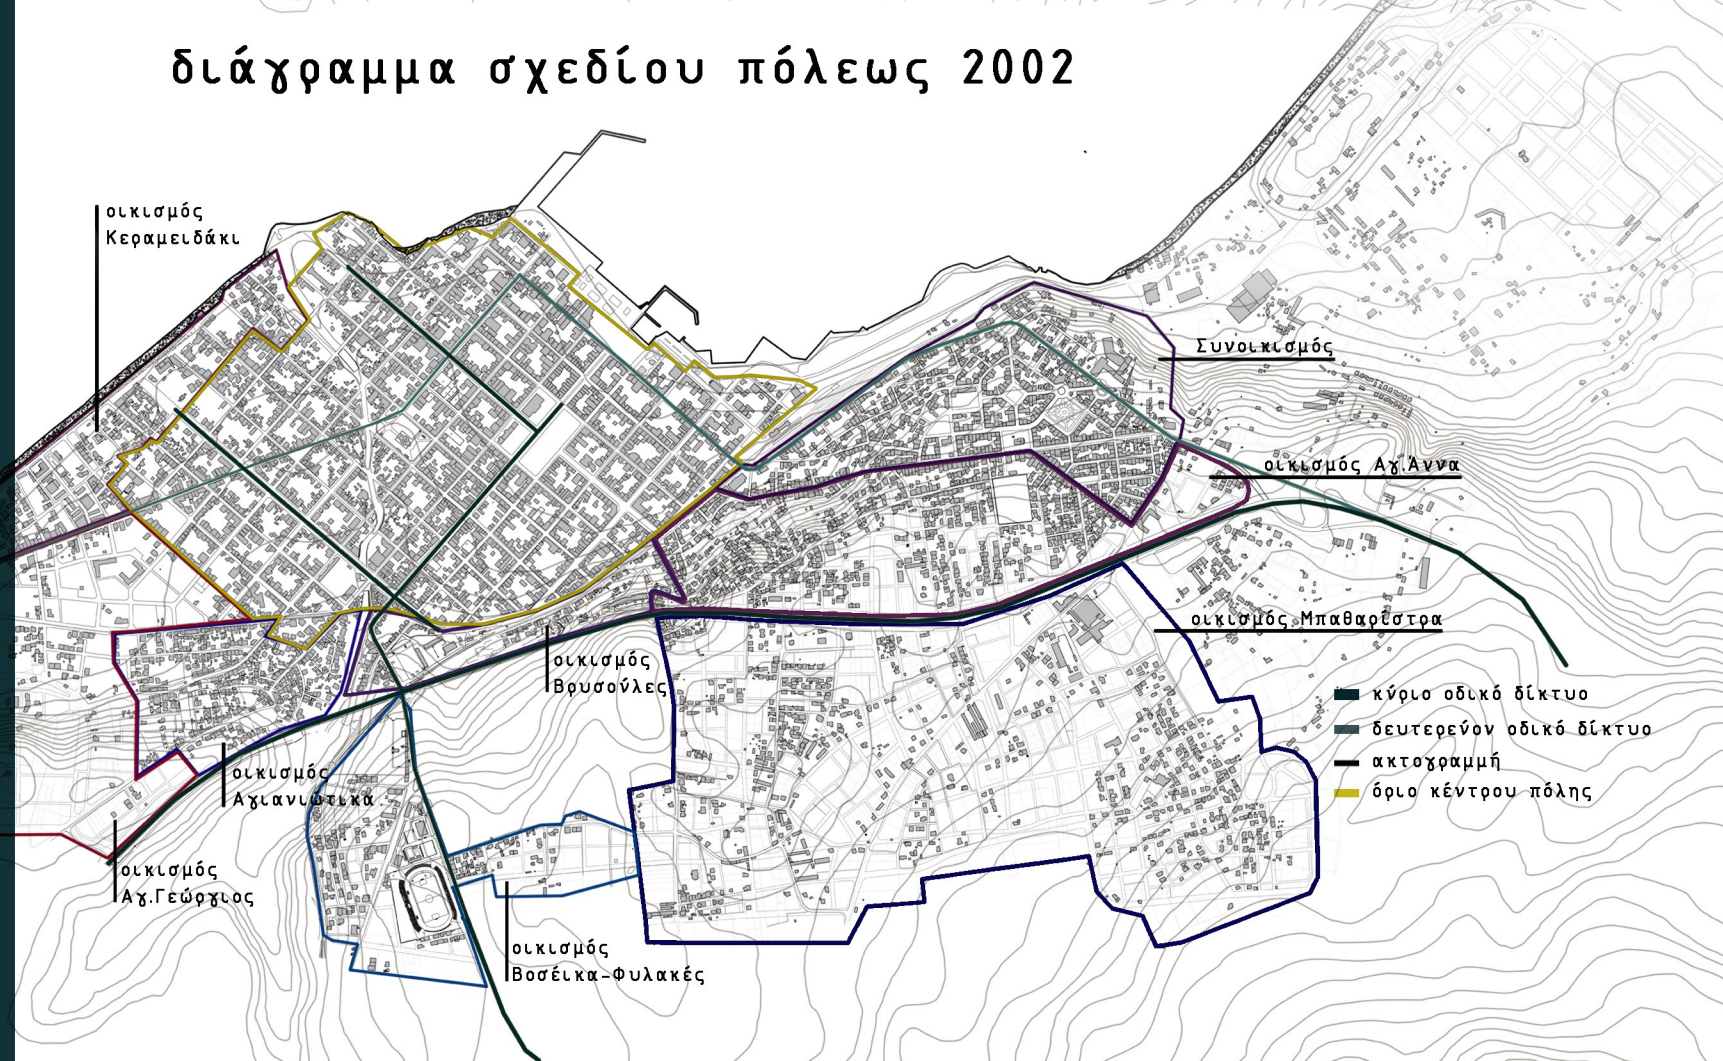 διάγραμμα σχεδίου πόλεως 2002
οικισμός
Κεραμειδάκι
Συνοικισμός
οικισμός Αγ.Άννα
οικισμός Μπαθαρίστρα
οικισμός
Βρυσούλες
κύριο οδικό δίκτυο
δευτερεύον οδικό δίκτυο
ακτογραμμή
όριο κέντρου πόλης
οικισμός
Αγιανιώτικα
οικισμός
Αγ.Γεώργιος
οικισμός
Βοσέικα-Φυλακές